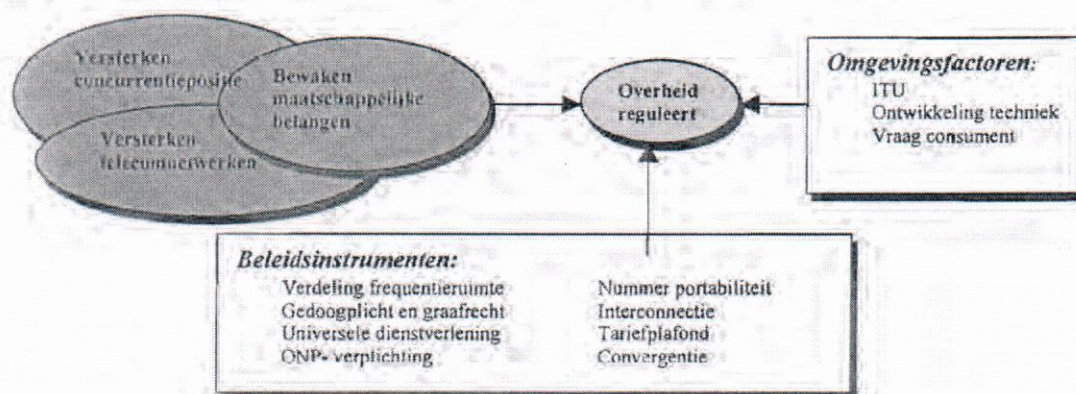 Versterken
concurrentiepositie
Bewaken
maatschappelijke
belangen
Versterken
telecomnetwerken
Overheid
reguleert
Omgevingsfactoren:
ITU
Ontwikkeling techniek
Vraag consument
Beleidsinstrumenten:
Verdeling frequentieruimte
Gedoogplicht en graafrecht
Universele dienstverlening
ONP- verplichting
Nummer portabiliteit
Interconnectie
Tariefplafond
Convergentie